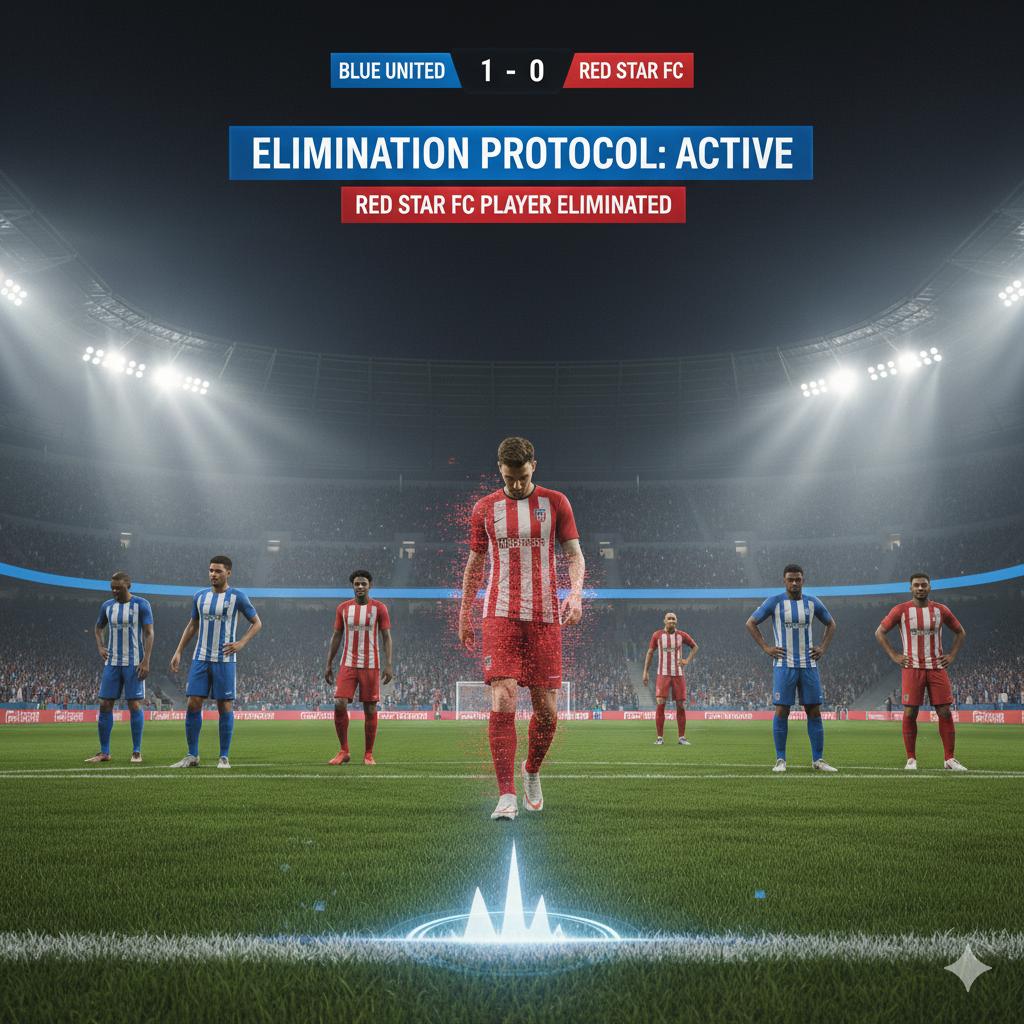 BLUE UNITED 1 - 0 RED STAR FC
ELIMINATION PROTOCOL: ACTIVE
RED STAR FC PLAYER ELIMINATED